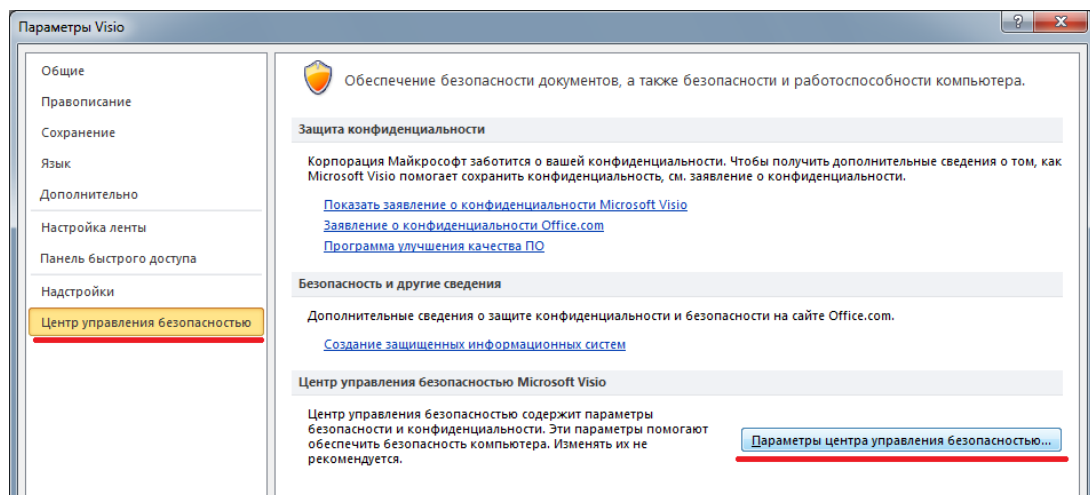 Параметры Visio
Общие
Правописание
Сохранение
Язык
Дополнительно
Настройка ленты
Панель быстрого доступа
Надстройки
Центр управления безопасностью
Обеспечение безопасности документов, а также безопасности и работоспособности компьютера.
Защита конфиденциальности
Корпорация Майкрософт заботится о вашей конфиденциальности. Чтобы получить дополнительные сведения о том, как
Microsoft Visio помогает сохранить конфиденциальность, см. заявление о конфиденциальности.
Показать заявление о конфиденциальности Microsoft Visio
Заявление о конфиденциальности Office.com
Программа улучшения качества ПО
Безопасность и другие сведения
Дополнительные сведения о защите конфиденциальности и безопасности на сайте Office.com.
Создание защищенных информационных систем
Центр управления безопасностью Microsoft Visio
Центр управления безопасностью содержит параметры
безопасности и конфиденциальности. Эти параметры помогают
обеспечить безопасность компьютера. Изменять их не
рекомендуется.
Параметры центра управления безопасностью...